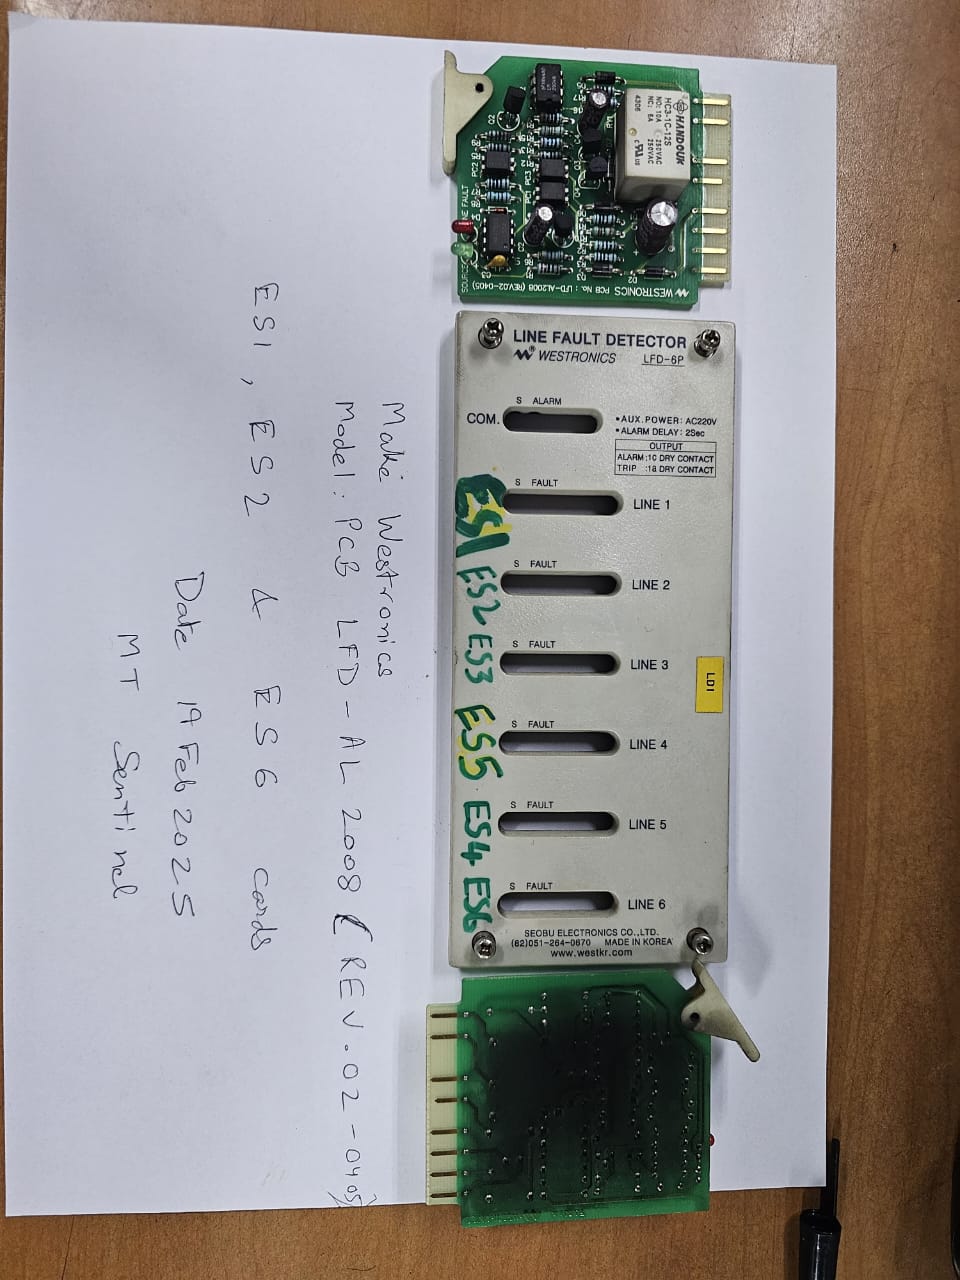 HANDOUK
HC3-1C-12S
NO: 10A 250VAC
NC: 6A 250VAC
4306
LINE FAULT
SOURCE
WESTRONICS PCB No. : LFD-AL2008 (REV.02-0405)
LINE FAULT DETECTOR
WESTRONICS LFD-6P
S ALARM
COM.
•AUX.POWER: AC220V
•ALARM DELAY: 2Sec
OUTPUT
ALARM :1C DRY CONTACT
TRIP :1a DRY CONTACT
S FAULT
LINE 1
ES1
S FAULT
LINE 2
ES2
S FAULT
LINE 3
ES3
LD1
S FAULT
LINE 4
ES5
S FAULT
LINE 5
ES4
S FAULT
LINE 6
ES6
SEOBU ELECTRONICS CO.,LTD.
(82)051-264-0670 MADE IN KOREA
www.westkr.com
Make Westronics
Model: PCB LFD-AL 2008 (REV.02-0405)
ES1, ES2 & ES6 cards
Date 19 Feb 2025
MT Sentinel